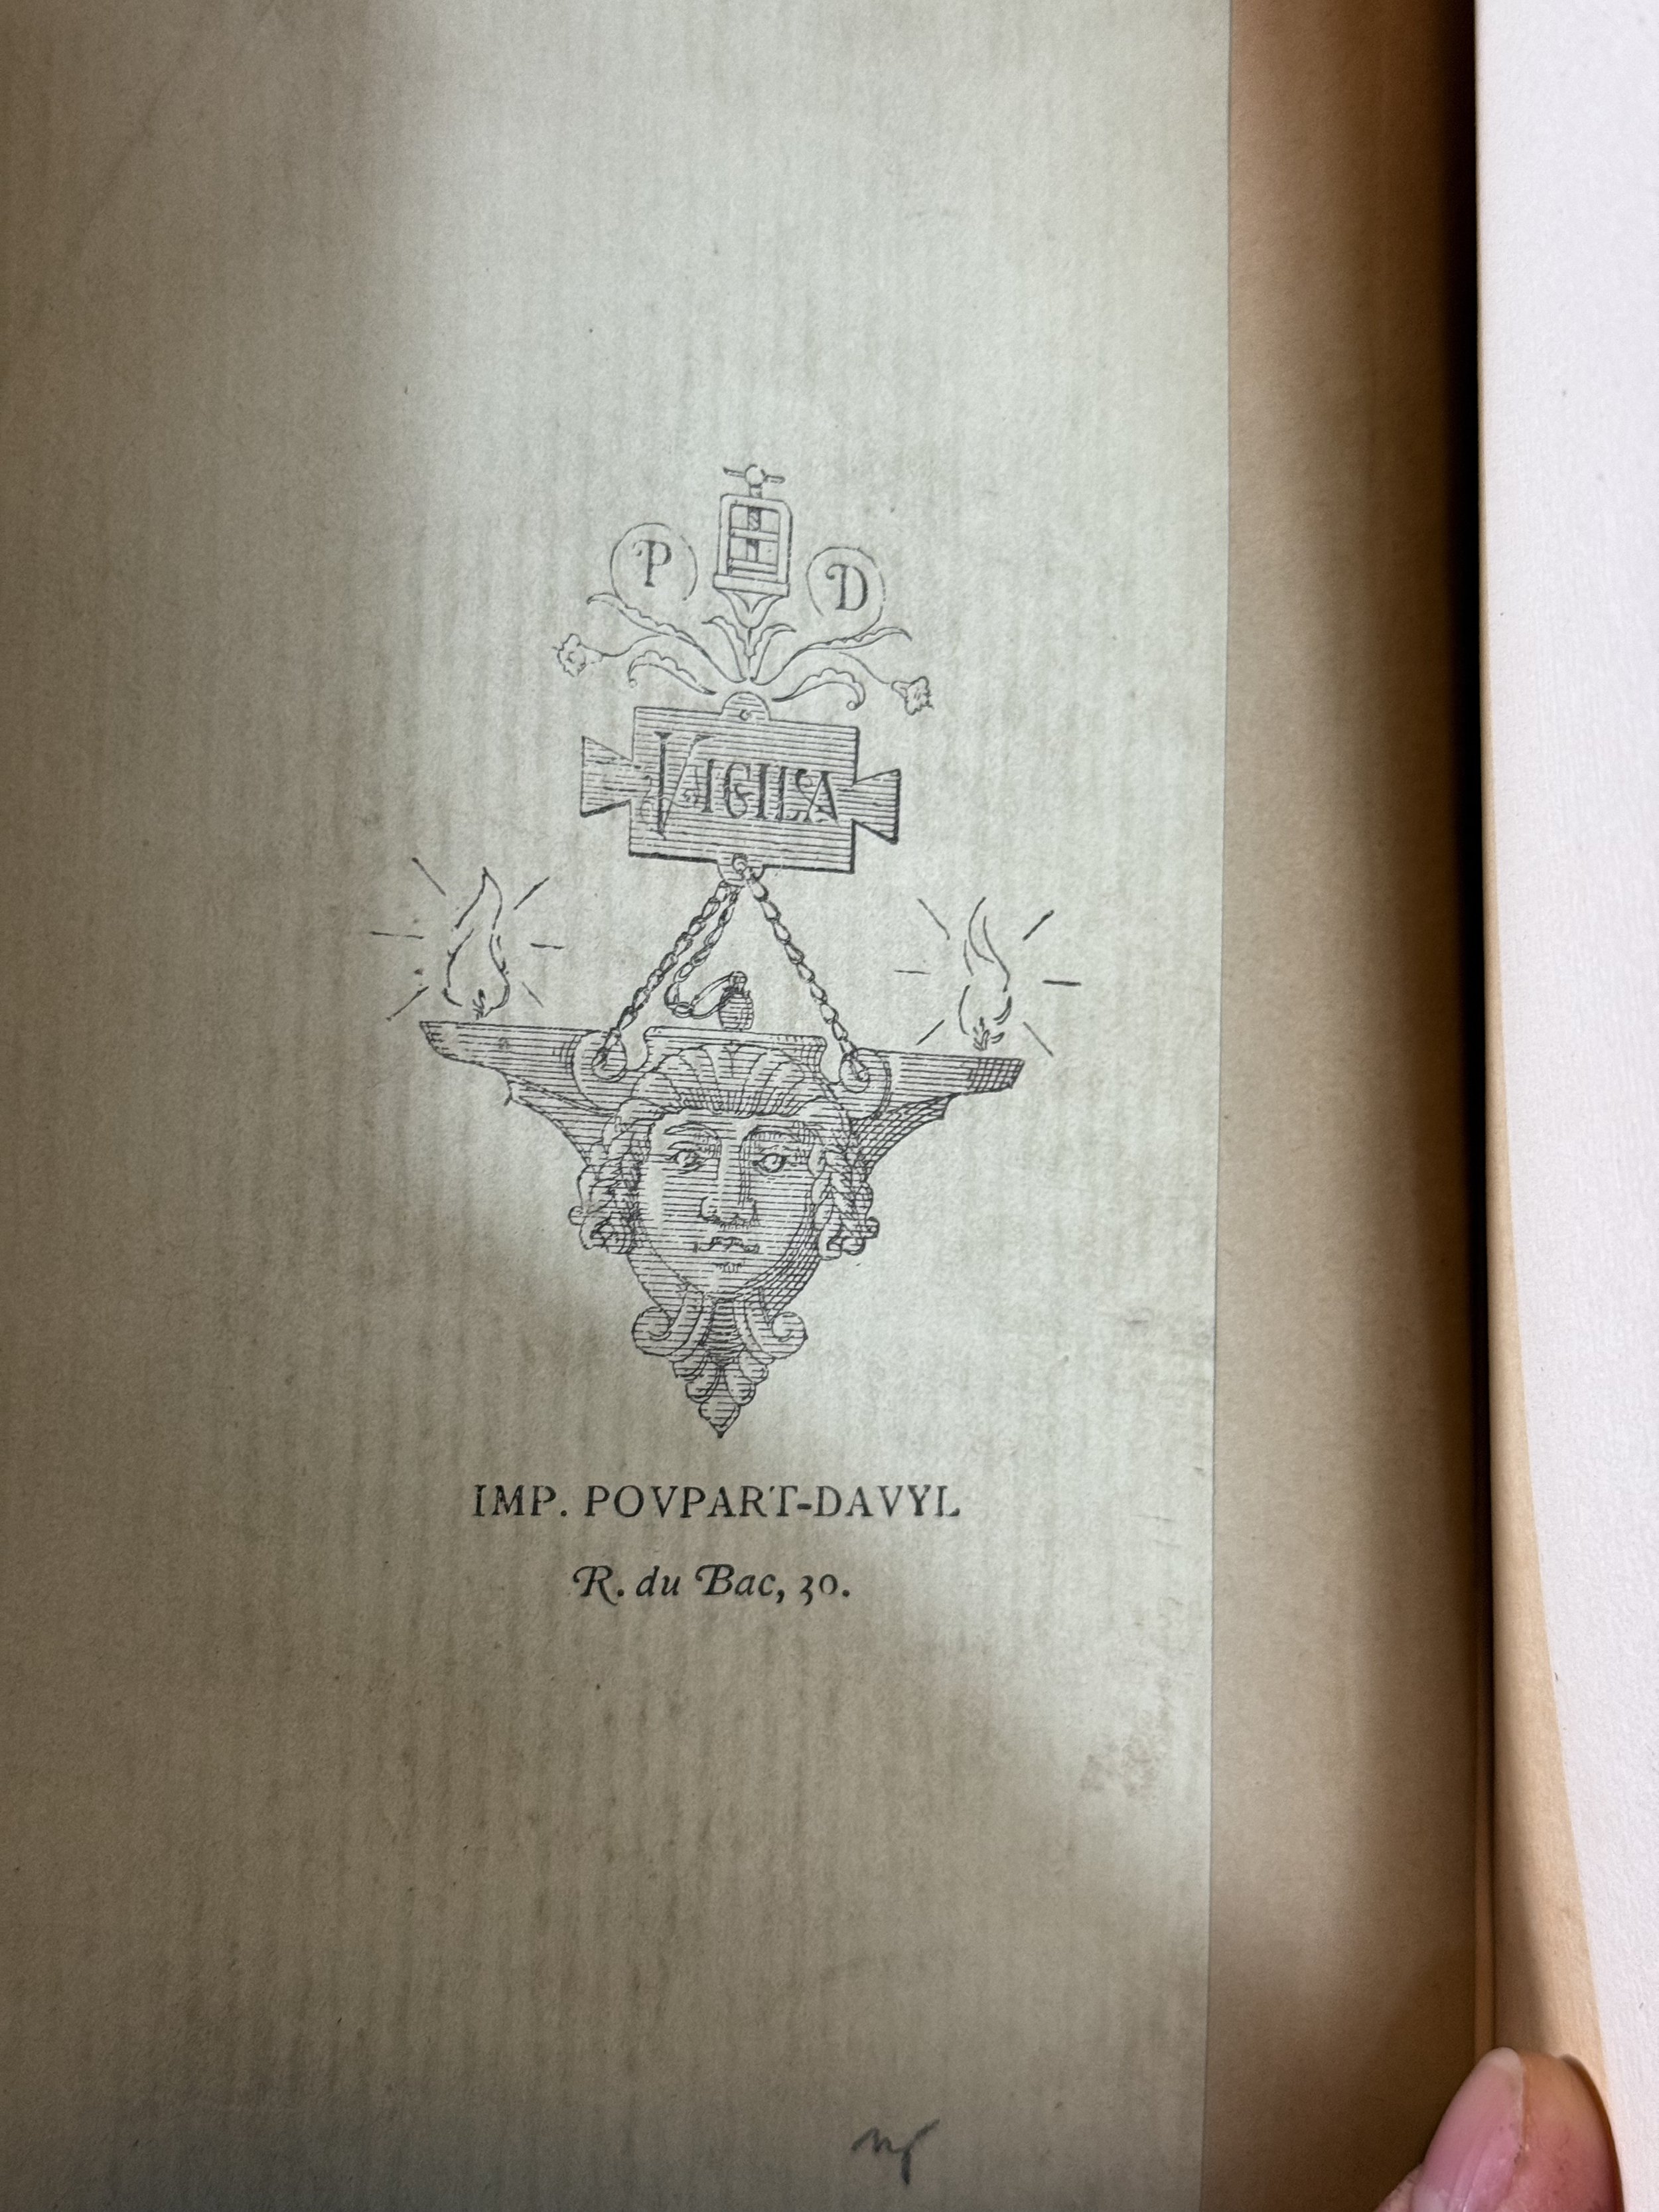 P D
VIGILA
IMP. POVPART-DAVYL
R. du Bac, 30.